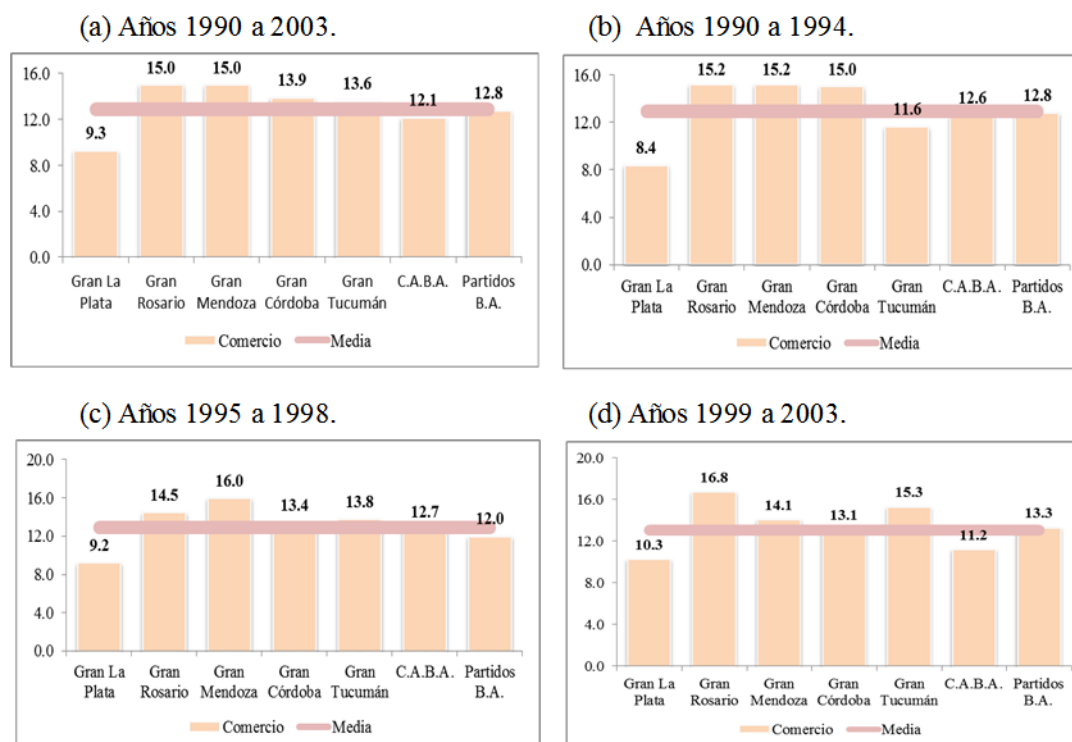 (a) Años 1990 a 2003.
16.0
12.0
8.0
4.0
0.0
9.3
15.0
15.0
13.9
13.6
12.1
12.8
Gran La Plata
Gran Rosario
Gran Mendoza
Gran Córdoba
Gran Tucumán
C.A.B.A.
Partidos B.A.
Comercio
Media
(b) Años 1990 a 1994.
16.0
12.0
8.0
4.0
0.0
8.4
15.2
15.2
15.0
11.6
12.6
12.8
Gran La Plata
Gran Rosario
Gran Mendoza
Gran Córdoba
Gran Tucumán
C.A.B.A.
Partidos B.A.
Comercio
Media
(c) Años 1995 a 1998.
20.0
16.0
12.0
8.0
4.0
0.0
9.2
14.5
16.0
13.4
13.8
12.7
12.0
Gran La Plata
Gran Rosario
Gran Mendoza
Gran Córdoba
Gran Tucumán
C.A.B.A.
Partidos B.A.
Comercio
Media
(d) Años 1999 a 2003.
20.0
16.0
12.0
8.0
4.0
0.0
10.3
16.8
14.1
13.1
15.3
11.2
13.3
Gran La Plata
Gran Rosario
Gran Mendoza
Gran Córdoba
Gran Tucumán
C.A.B.A.
Partidos B.A.
Comercio
Media